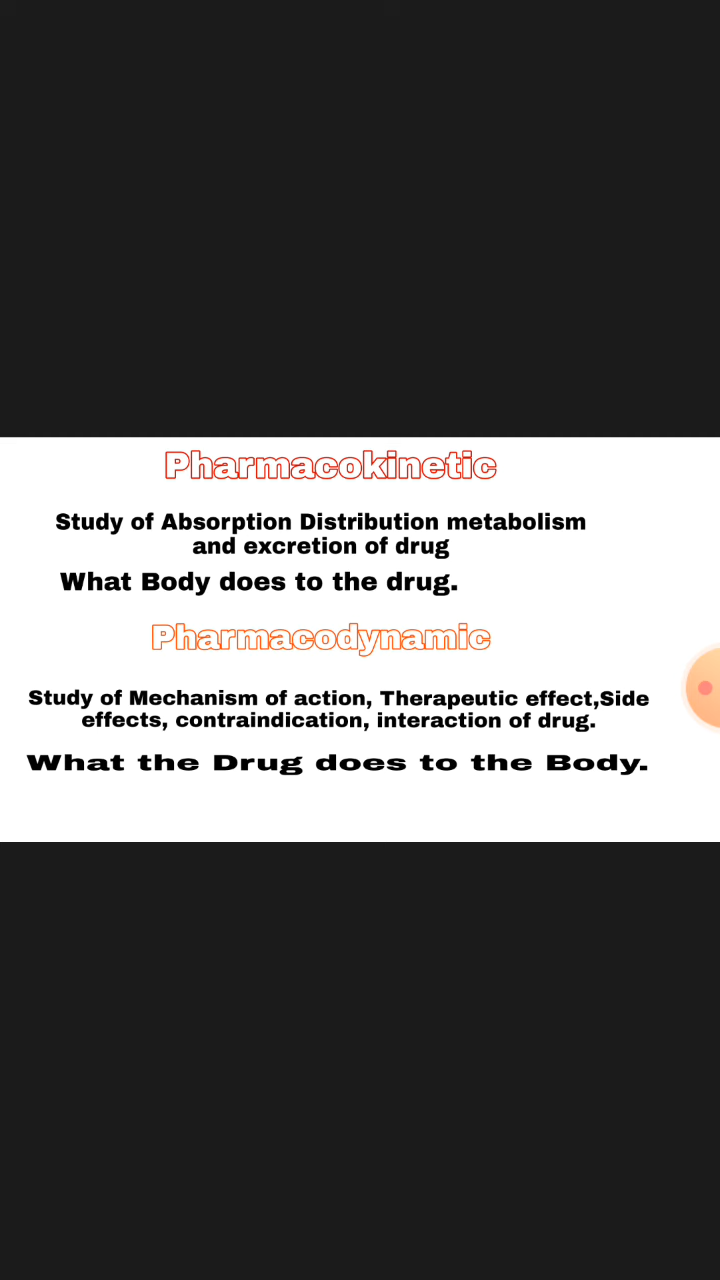 Pharmacokinetic
Study of Absorption Distribution metabolism
and excretion of drug
What Body does to the drug.
Pharmacodynamic
Study of Mechanism of action, Therapeutic effect,Side
effects, contraindication, interaction of drug.
What the Drug does to the Body.